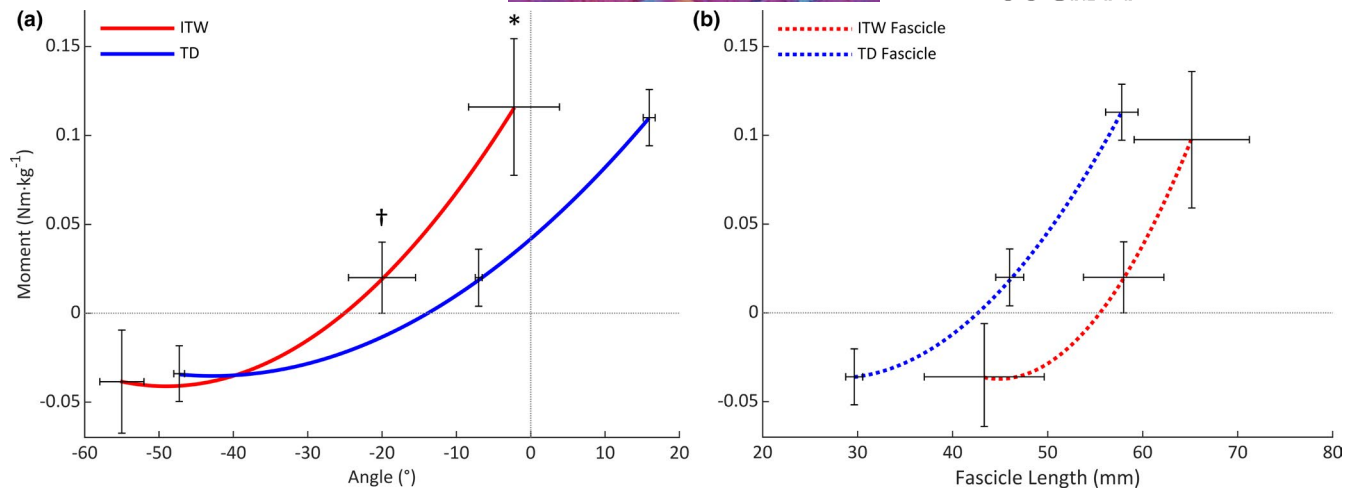 (a)
*
†
ITW
TD
0.15
0.1
0.05
0
-0.05
Moment (Nm·kg-1)
-60 -50 -40 -30 -20 -10 0 10 20
Angle (°)
(b)
ITW Fascicle
TD Fascicle
0.15
0.1
0.05
0
-0.05
20 30 40 50 60 70 80
Fascicle Length (mm)